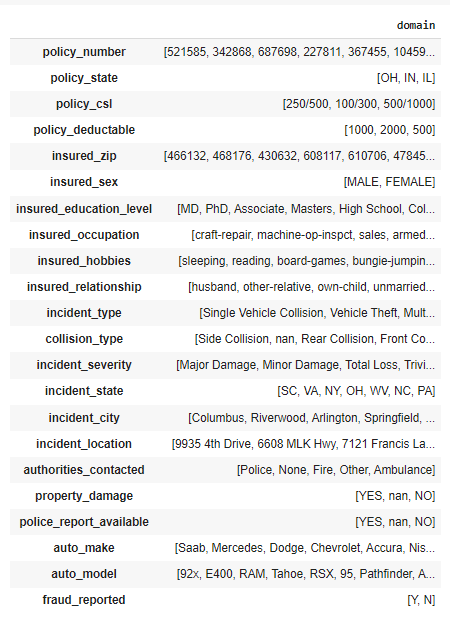 domain
policy_number [521585, 342868, 687698, 227811, 367455, 10459...
policy_state [OH, IN, IL]
policy_csl [250/500, 100/300, 500/1000]
policy_deductable [1000, 2000, 500]
insured_zip [466132, 468176, 430632, 608117, 610706, 47845...
insured_sex [MALE, FEMALE]
insured_education_level [MD, PhD, Associate, Masters, High School, Col...
insured_occupation [craft-repair, machine-op-inspct, sales, armed...
insured_hobbies [sleeping, reading, board-games, bungie-jumpin...
insured_relationship [husband, other-relative, own-child, unmarried...
incident_type [Single Vehicle Collision, Vehicle Theft, Mult...
collision_type [Side Collision, nan, Rear Collision, Front Co...
incident_severity [Major Damage, Minor Damage, Total Loss, Trivi...
incident_state [SC, VA, NY, OH, WV, NC, PA]
incident_city [Columbus, Riverwood, Arlington, Springfield, ...
incident_location [9935 4th Drive, 6608 MLK Hwy, 7121 Francis La...
authorities_contacted [Police, None, Fire, Other, Ambulance]
property_damage [YES, nan, NO]
police_report_available [YES, nan, NO]
auto_make [Saab, Mercedes, Dodge, Chevrolet, Accura, Nis...
auto_model [92x, E400, RAM, Tahoe, RSX, 95, Pathfinder, A...
fraud_reported [Y, N]